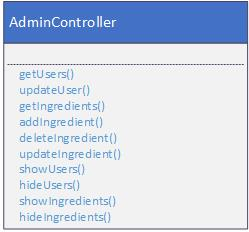 AdminController
getUsers()
updateUser()
getIngredients()
addIngredient()
deleteIngredient()
updateIngredient()
showUsers()
hideUsers()
showIngredients()
hideIngredients()